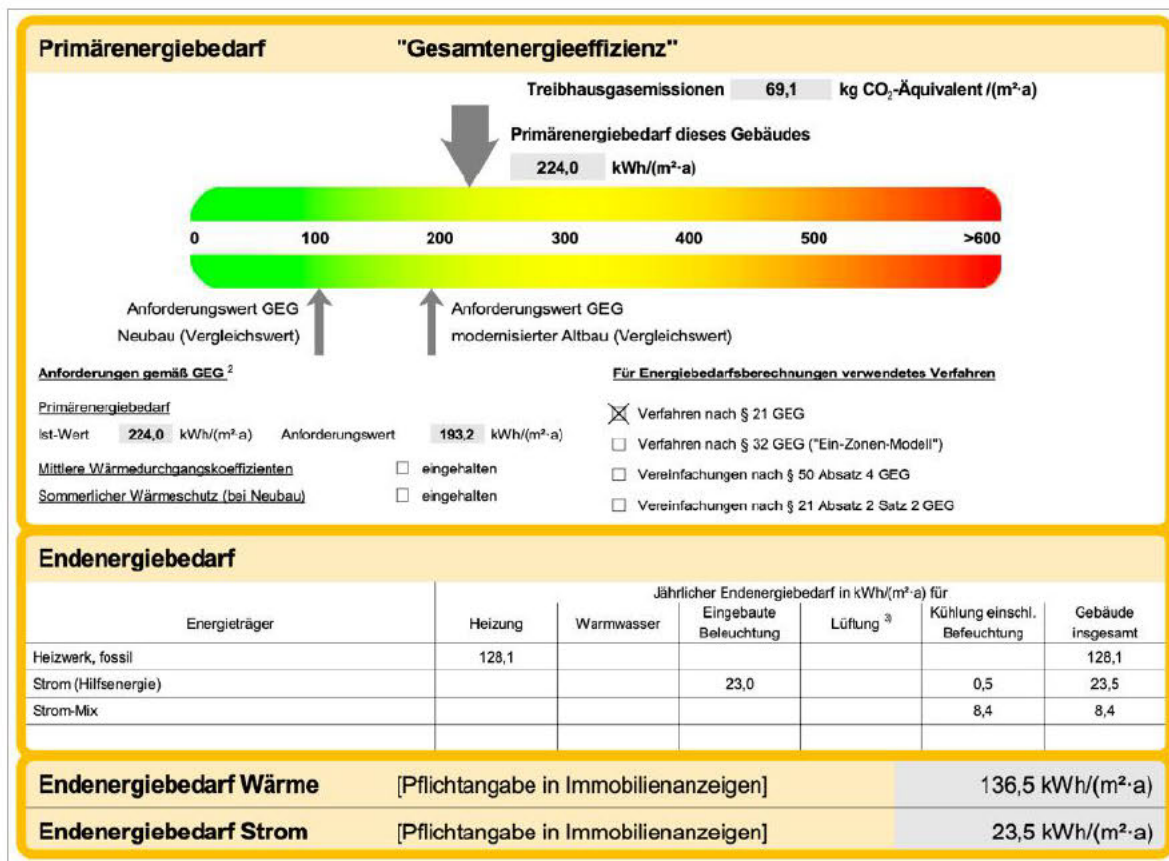 Primärenergiebedarf "Gesamtenergieeffizienz"
Treibhausgasemissionen 69,1 kg CO₂-Äquivalent /(m²·a)
Primärenergiebedarf dieses Gebäudes
224,0 kWh/(m²·a)
0 100 200 300 400 500 >600
Anforderungswert GEG
Neubau (Vergleichswert)
Anforderungswert GEG
modernisierter Altbau (Vergleichswert)
Anforderungen gemäß GEG ²
Primärenergiebedarf
Ist-Wert 224,0 kWh/(m²·a) Anforderungswert 193,2 kWh/(m²·a)
Mittlere Wärmedurchgangskoeffizienten ☐ eingehalten
Sommerlicher Wärmeschutz (bei Neubau) ☐ eingehalten
Für Energiebedarfsberechnungen verwendetes Verfahren
☒ Verfahren nach § 21 GEG
☐ Verfahren nach § 32 GEG ("Ein-Zonen-Modell")
☐ Vereinfachungen nach § 50 Absatz 4 GEG
☐ Vereinfachungen nach § 21 Absatz 2 Satz 2 GEG
Endenergiebedarf
Jährlicher Endenergiebedarf in kWh/(m²·a) für
Energieträger Heizung Warmwasser Eingebaute Beleuchtung Lüftung ³⁾ Kühlung einschl. Befeuchtung Gebäude insgesamt
Heizwerk, fossil 128,1 128,1
Strom (Hilfsenergie) 23,0 0,5 23,5
Strom-Mix 8,4 8,4
Endenergiebedarf Wärme [Pflichtangabe in Immobilienanzeigen] 136,5 kWh/(m²·a)
Endenergiebedarf Strom [Pflichtangabe in Immobilienanzeigen] 23,5 kWh/(m²·a)